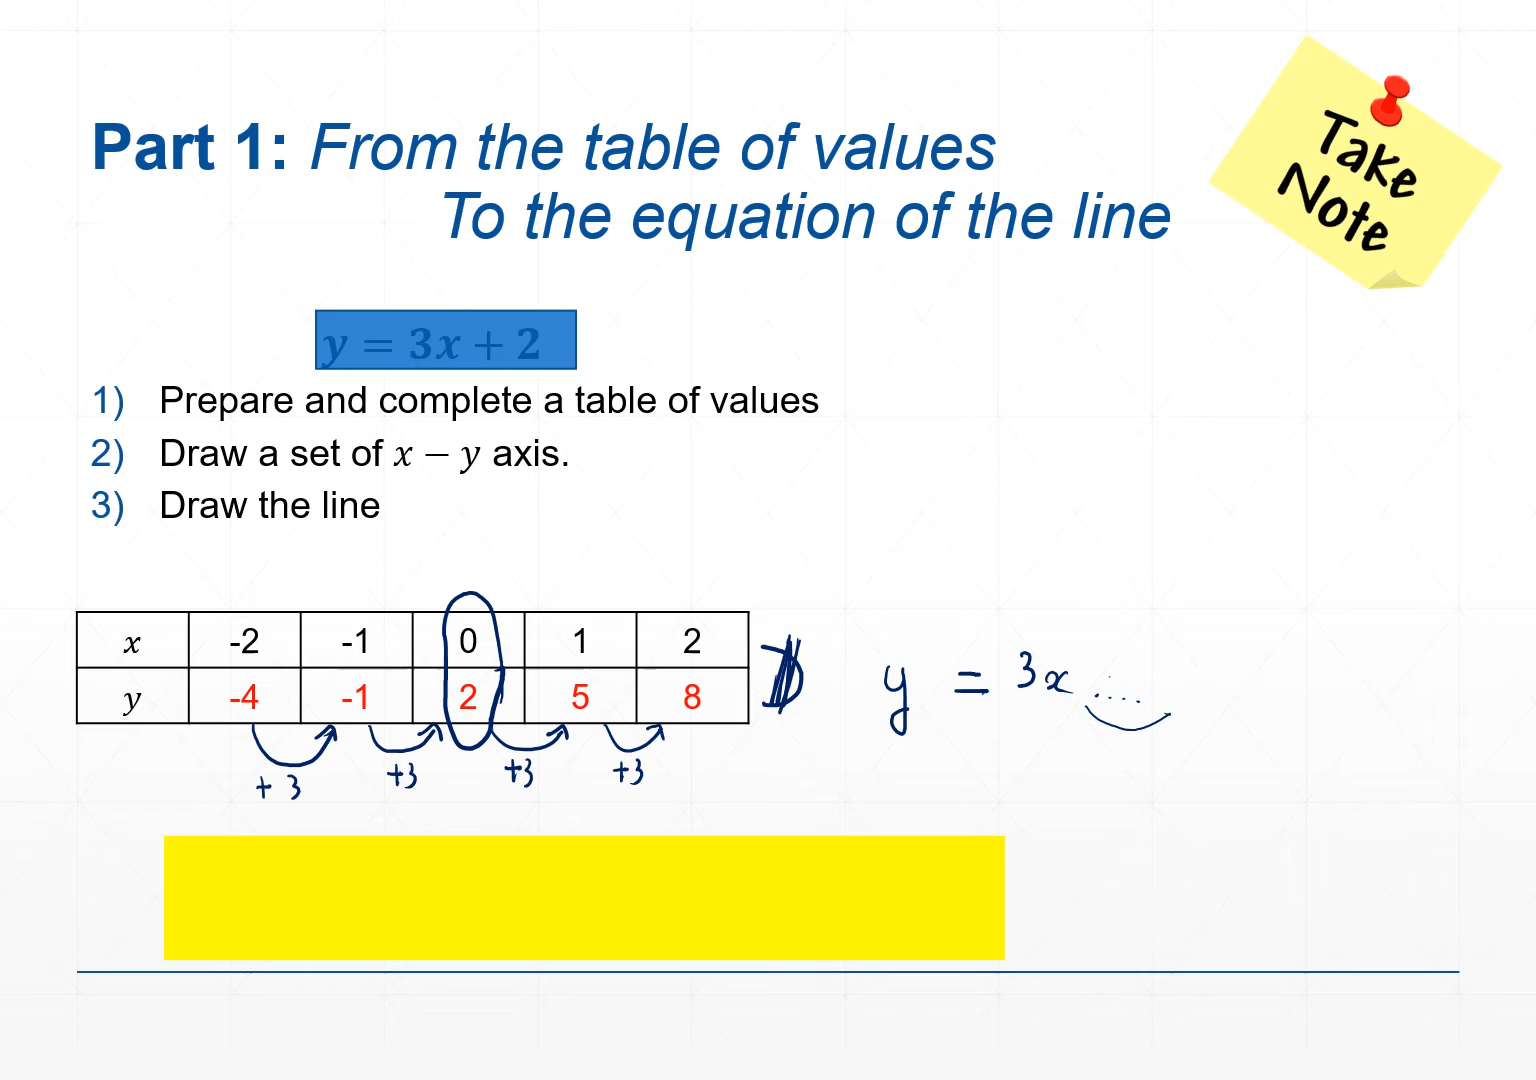 Part 1: From the table of values
To the equation of the line
Take
Note
y = 3x + 2
1) Prepare and complete a table of values
2) Draw a set of x − y axis.
3) Draw the line
x -2 -1 0 1 2
y -4 -1 2 5 8
y = 3x ....
+3 +3 +3 +3